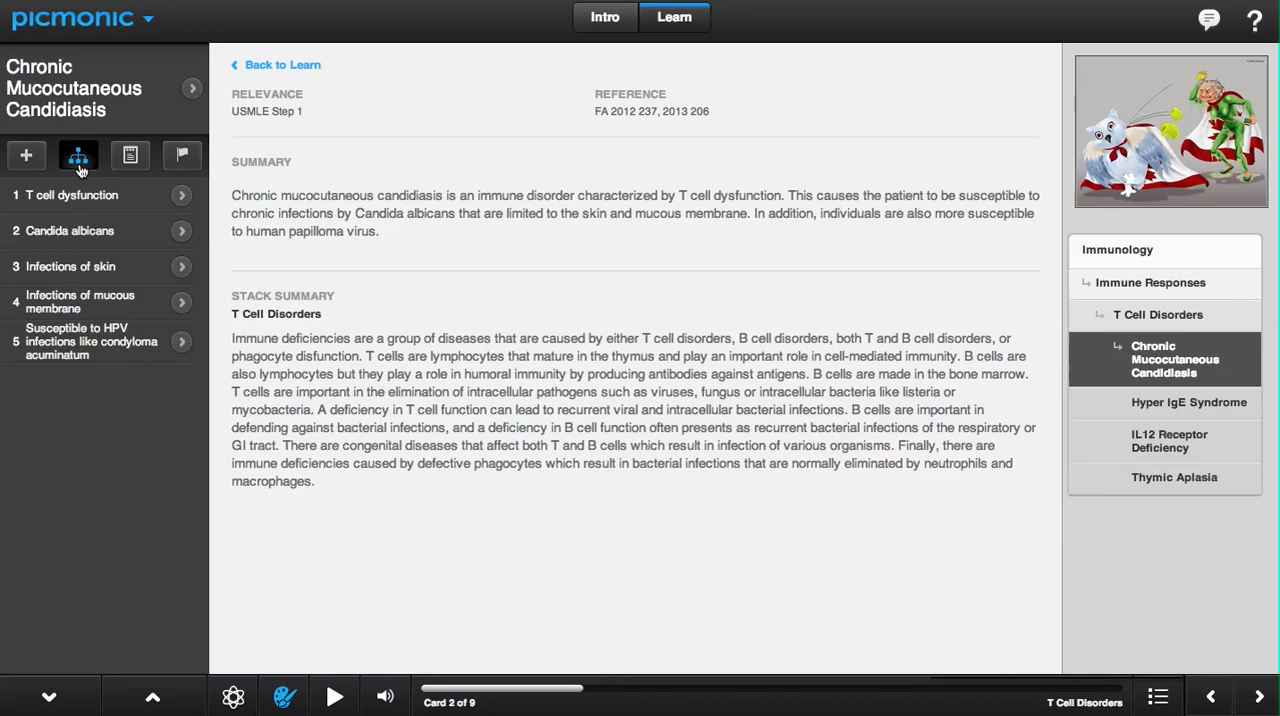 picmonic
Intro
Learn
?
Chronic
Mucocutaneous
Candidiasis
1 T cell dysfunction
2 Candida albicans
3 Infections of skin
4 Infections of mucous
membrane
5 Susceptible to HPV
infections like condyloma
acuminatum
Back to Learn
RELEVANCE
USMLE Step 1
REFERENCE
FA 2012 237, 2013 206
SUMMARY
Chronic mucocutaneous candidiasis is an immune disorder characterized by T cell dysfunction. This causes the patient to be susceptible to
chronic infections by Candida albicans that are limited to the skin and mucous membrane. In addition, individuals are also more susceptible
to human papilloma virus.
STACK SUMMARY
T Cell Disorders
Immune deficiencies are a group of diseases that are caused by either T cell disorders, B cell disorders, both T and B cell disorders, or
phagocyte disfunction. T cells are lymphocytes that mature in the thymus and play an important role in cell-mediated immunity. B cells are
also lymphocytes but they play a role in humoral immunity by producing antibodies against antigens. B cells are made in the bone marrow.
T cells are important in the elimination of intracellular pathogens such as viruses, fungus or intracellular bacteria like listeria or
mycobacteria. A deficiency in T cell function can lead to recurrent viral and intracellular bacterial infections. B cells are important in
defending against bacterial infections, and a deficiency in B cell function often presents as recurrent bacterial infections of the respiratory or
GI tract. There are congenital diseases that affect both T and B cells which result in infection of various organisms. Finally, there are
immune deficiencies caused by defective phagocytes which result in bacterial infections that are normally eliminated by neutrophils and
macrophages.
Immunology
Immune Responses
T Cell Disorders
Chronic
Mucocutaneous
Candidiasis
Hyper IgE Syndrome
IL12 Receptor
Deficiency
Thymic Aplasia
Card 2 of 9
T Cell Disorders